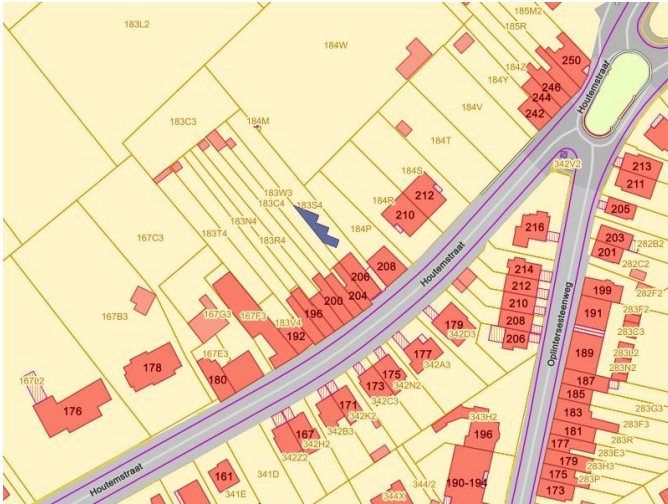 183L2
184W
185M2
185R
184Z
184Y
250
246
244
242
Houtemstraat
184V
183C3
184M
184T
342V2
213
211
184S
212
210
184R
183W3
183C4
183S4
205
167C3
183T4
183N4
183R4
184P
216
203
201
282B2
282C2
282F2
Houtemstraat
214
212
210
208
206
208
206
204
200
196
192
183V4
167B3
167G3
167F3
199
191
283F2
283C3
179
342D3
Oplintersesteenweg
167E3
178
180
177
342A3
189
283L2
283N2
167L2
176
175
173
342N2
342C3
187
185
171
342K2
342B3
343H2
183
283G3
167
342H2
342Z2
196
181
283F3
177
283R
283E3
179
283H3
161
341D
341E
344/2
344X
190-194
175
283P
173
Houtemstraat